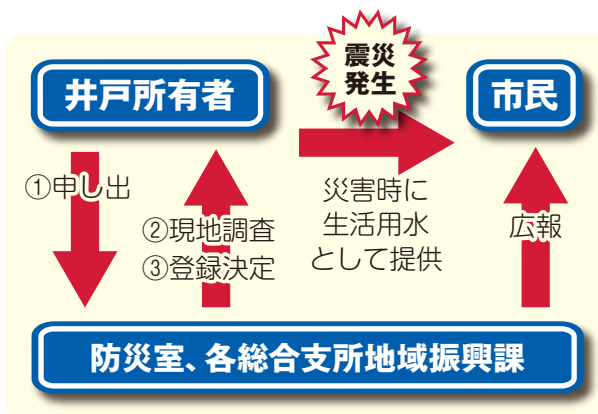 井戸所有者
震災
発生
市民
①申し出
②現地調査
③登録決定
災害時に
生活用水
として提供
広報
防災室、各総合支所地域振興課